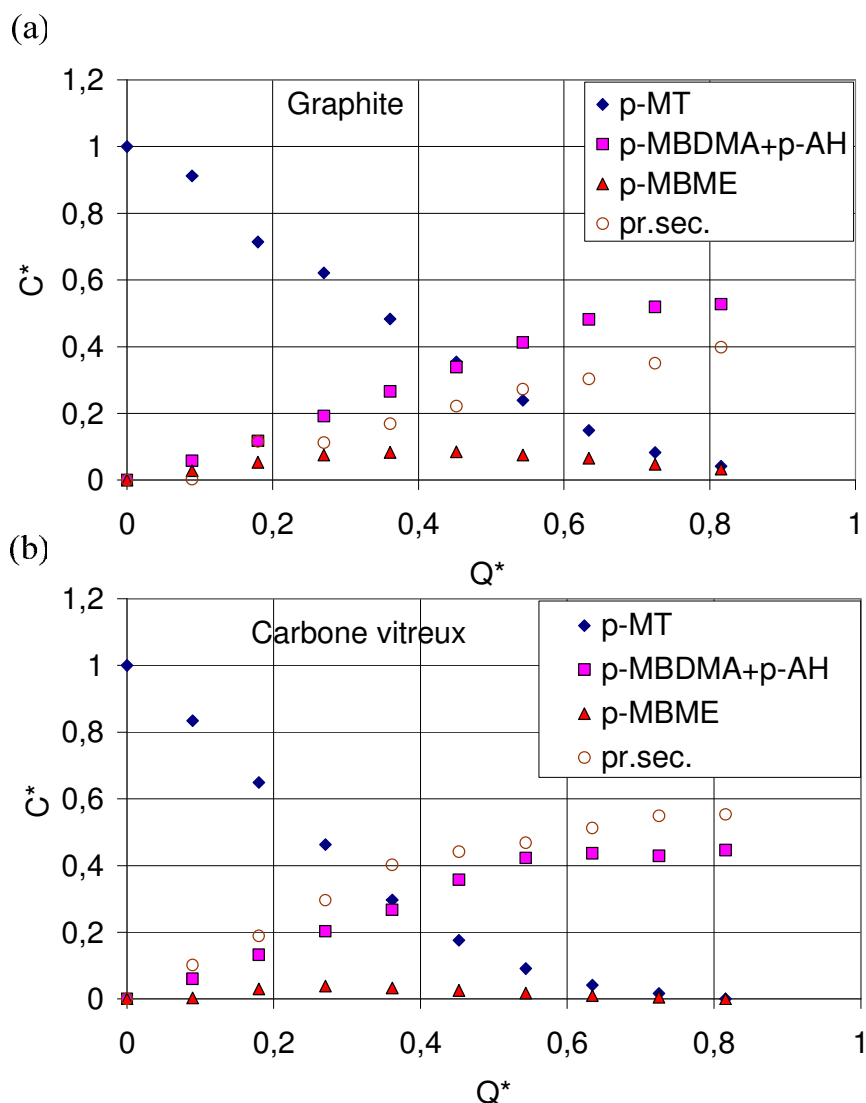 (a)
1,2
1
0,8
0,6
0,4
0,2
0
C*
Graphite
p-MT
p-MBDMA+p-AH
p-MBME
pr.sec.
0 0,2 0,4 0,6 0,8 1
Q*
(b)
1,2
1
0,8
0,6
0,4
0,2
0
C*
Carbone vitreux
p-MT
p-MBDMA+p-AH
p-MBME
pr.sec.
0 0,2 0,4 0,6 0,8 1
Q*